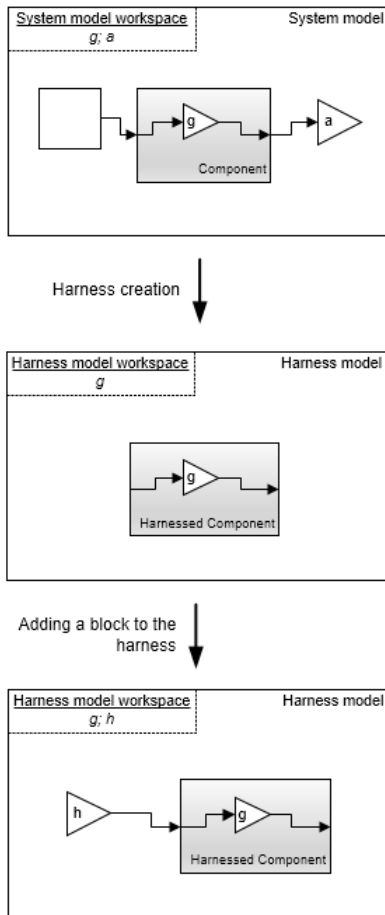 System model workspace
g; a
System model
g
a
Component
Harness creation
Harness model workspace
g
Harness model
g
Harnessed Component
Adding a block to the
harness
Harness model workspace
g; h
Harness model
h
g
Harnessed Component